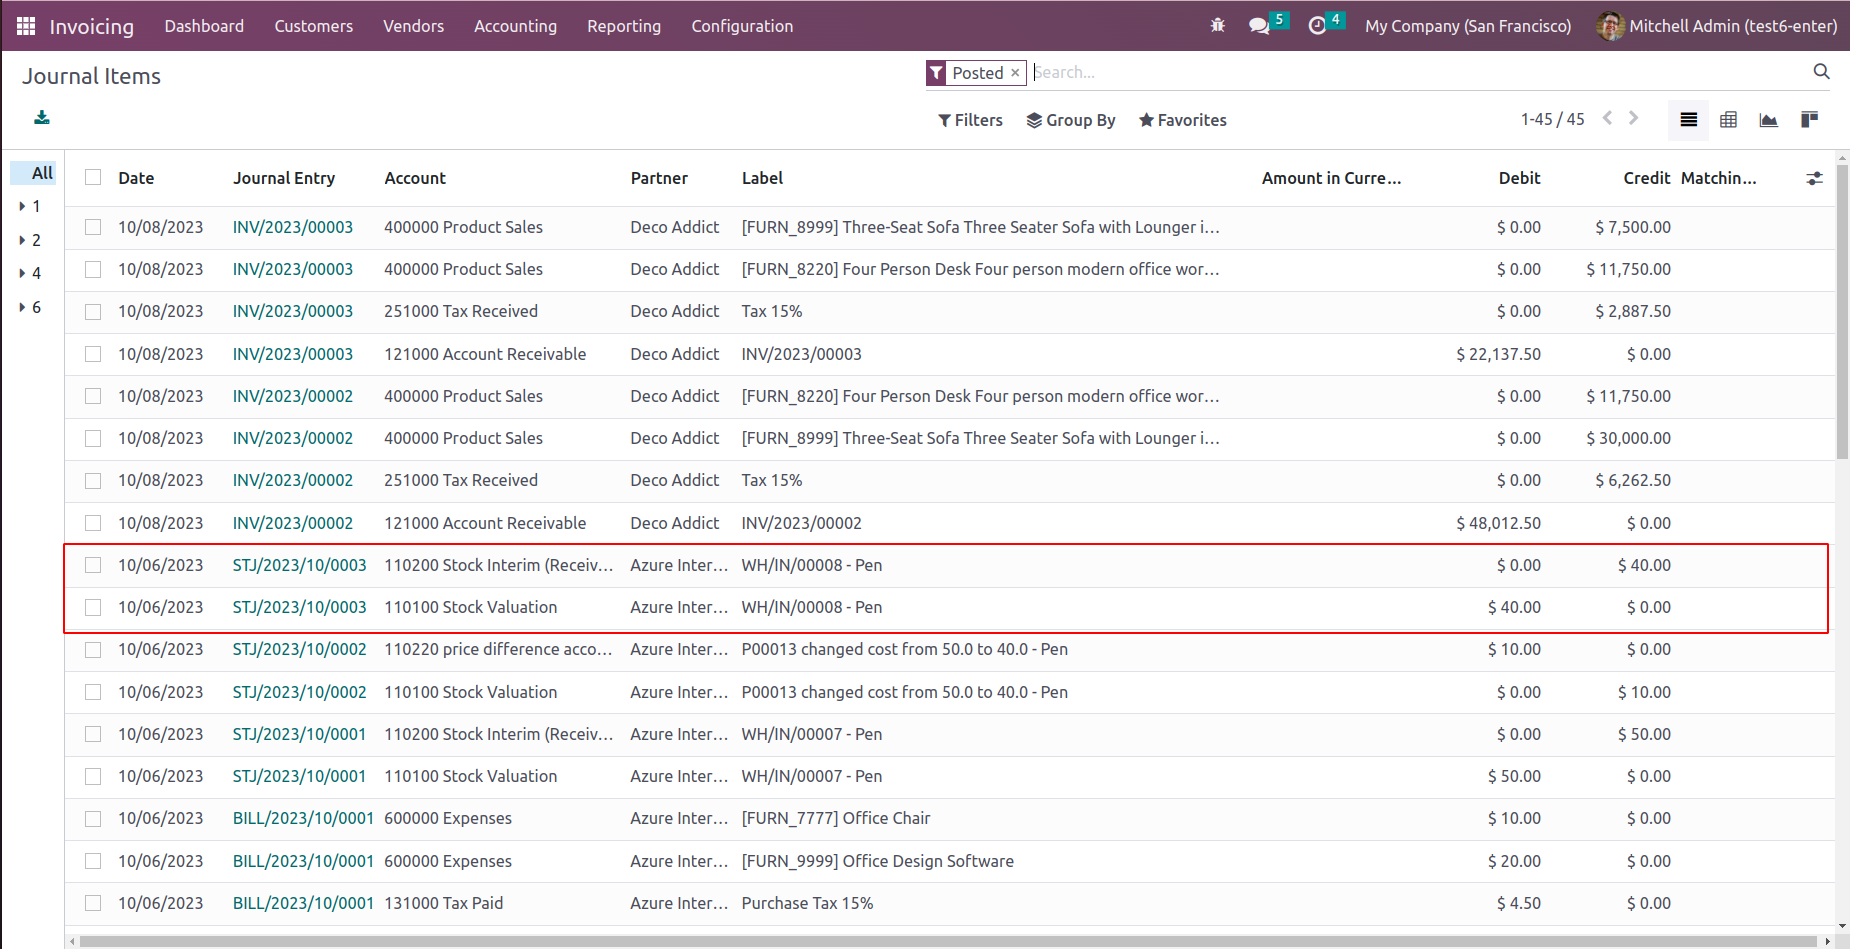 Invoicing Dashboard Customers Vendors Accounting Reporting Configuration 5 4 My Company (San Francisco) Mitchell Admin (test6-enter)
Journal Items Posted × Search...
Filters Group By Favorites 1-45 / 45
All Date Journal Entry Account Partner Label Amount in Curre... Debit Credit Matchin...
1
2
4
6
10/08/2023 INV/2023/00003 400000 Product Sales Deco Addict [FURN_8999] Three-Seat Sofa Three Seater Sofa with Lounger i... $ 0.00 $ 7,500.00
10/08/2023 INV/2023/00003 400000 Product Sales Deco Addict [FURN_8220] Four Person Desk Four person modern office wor... $ 0.00 $ 11,750.00
10/08/2023 INV/2023/00003 251000 Tax Received Deco Addict Tax 15% $ 0.00 $ 2,887.50
10/08/2023 INV/2023/00003 121000 Account Receivable Deco Addict INV/2023/00003 $ 22,137.50 $ 0.00
10/08/2023 INV/2023/00002 400000 Product Sales Deco Addict [FURN_8220] Four Person Desk Four person modern office wor... $ 0.00 $ 11,750.00
10/08/2023 INV/2023/00002 400000 Product Sales Deco Addict [FURN_8999] Three-Seat Sofa Three Seater Sofa with Lounger i... $ 0.00 $ 30,000.00
10/08/2023 INV/2023/00002 251000 Tax Received Deco Addict Tax 15% $ 0.00 $ 6,262.50
10/08/2023 INV/2023/00002 121000 Account Receivable Deco Addict INV/2023/00002 $ 48,012.50 $ 0.00
10/06/2023 STJ/2023/10/0003 110200 Stock Interim (Receiv... Azure Inter... WH/IN/00008 - Pen $ 0.00 $ 40.00
10/06/2023 STJ/2023/10/0003 110100 Stock Valuation Azure Inter... WH/IN/00008 - Pen $ 40.00 $ 0.00
10/06/2023 STJ/2023/10/0002 110220 price difference acco... Azure Inter... P00013 changed cost from 50.0 to 40.0 - Pen $ 10.00 $ 0.00
10/06/2023 STJ/2023/10/0002 110100 Stock Valuation Azure Inter... P00013 changed cost from 50.0 to 40.0 - Pen $ 0.00 $ 10.00
10/06/2023 STJ/2023/10/0001 110200 Stock Interim (Receiv... Azure Inter... WH/IN/00007 - Pen $ 0.00 $ 50.00
10/06/2023 STJ/2023/10/0001 110100 Stock Valuation Azure Inter... WH/IN/00007 - Pen $ 50.00 $ 0.00
10/06/2023 BILL/2023/10/0001 600000 Expenses Azure Inter... [FURN_7777] Office Chair $ 10.00 $ 0.00
10/06/2023 BILL/2023/10/0001 600000 Expenses Azure Inter... [FURN_9999] Office Design Software $ 20.00 $ 0.00
10/06/2023 BILL/2023/10/0001 131000 Tax Paid Azure Inter... Purchase Tax 15% $ 4.50 $ 0.00